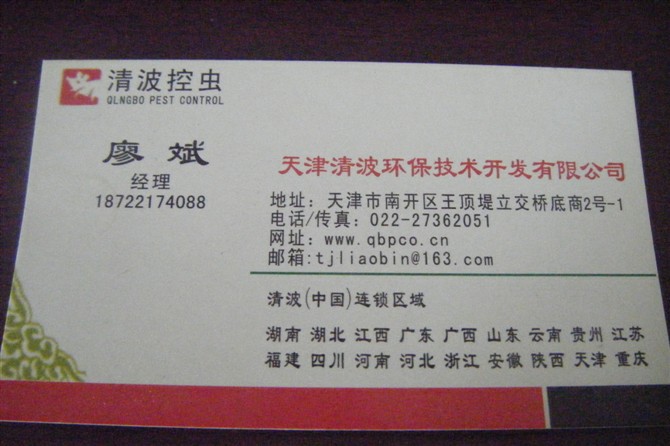 清波控虫
QLNGBO PEST CONTROL
廖 斌
经理
18722174088
天津清波环保技术开发有限公司
地址：天津市南开区王顶堤立交桥底商2号-1
电话/传真：022-27362051
网址：www.qbpco.cn
邮箱:tjliaobin@163.com
清波(中国)连锁区域
湖南 湖北 江西 广东 广西 山东 云南 贵州 江苏
福建 四川 河南 河北 浙江 安徽 陕西 天津 重庆